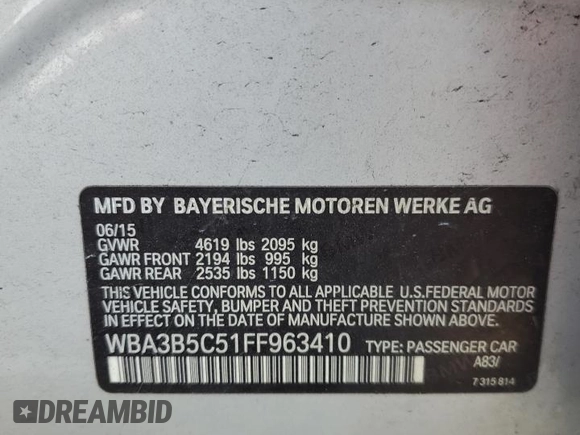 MFD BY BAYERISCHE MOTOREN WERKE AG
06/15
GVWR 4619 lbs 2095 kg
GAWR FRONT 2194 lbs 995 kg
GAWR REAR 2535 lbs 1150 kg
THIS VEHICLE CONFORMS TO ALL APPLICABLE U.S.FEDERAL MOTOR
VEHICLE SAFETY, BUMPER AND THEFT PREVENTION STANDARDS
IN EFFECT ON THE DATE OF MANUFACTURE SHOWN ABOVE.
WBA3B5C51FF963410 TYPE: PASSENGER CAR
A83/
7 315 814
DREAMBID